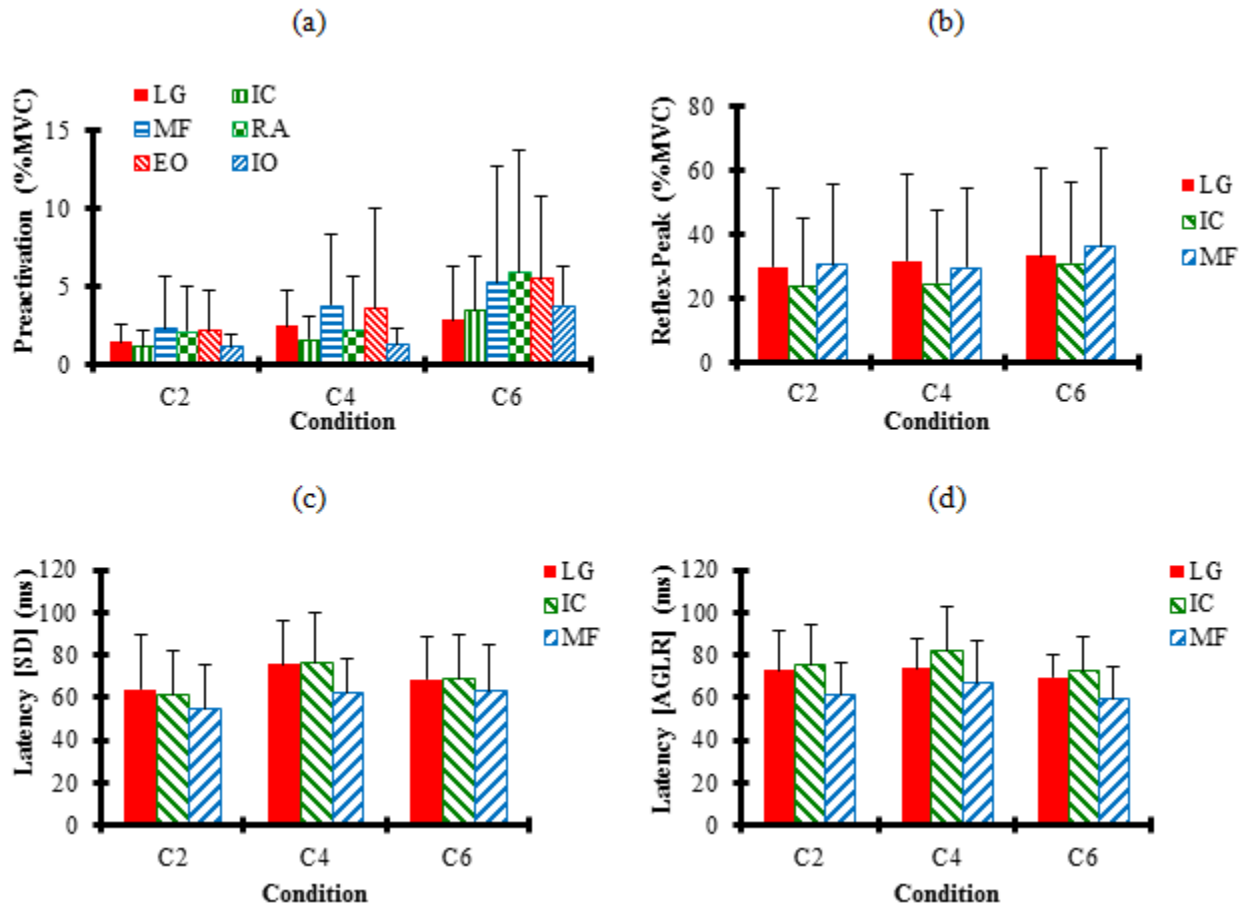 (a)
LG IC
MF RA
EO IO
Preactivation (%MVC)
15
10
5
0
C2 C4 C6
Condition
(b)
Reflex-Peak (%MVC)
80
60
40
20
0
C2 C4 C6
Condition
LG
IC
MF
(c)
Latency [SD] (ms)
120
100
80
60
40
20
0
C2 C4 C6
Condition
LG
IC
MF
(d)
Latency [AGLR] (ms)
120
100
80
60
40
20
0
C2 C4 C6
Condition
LG
IC
MF